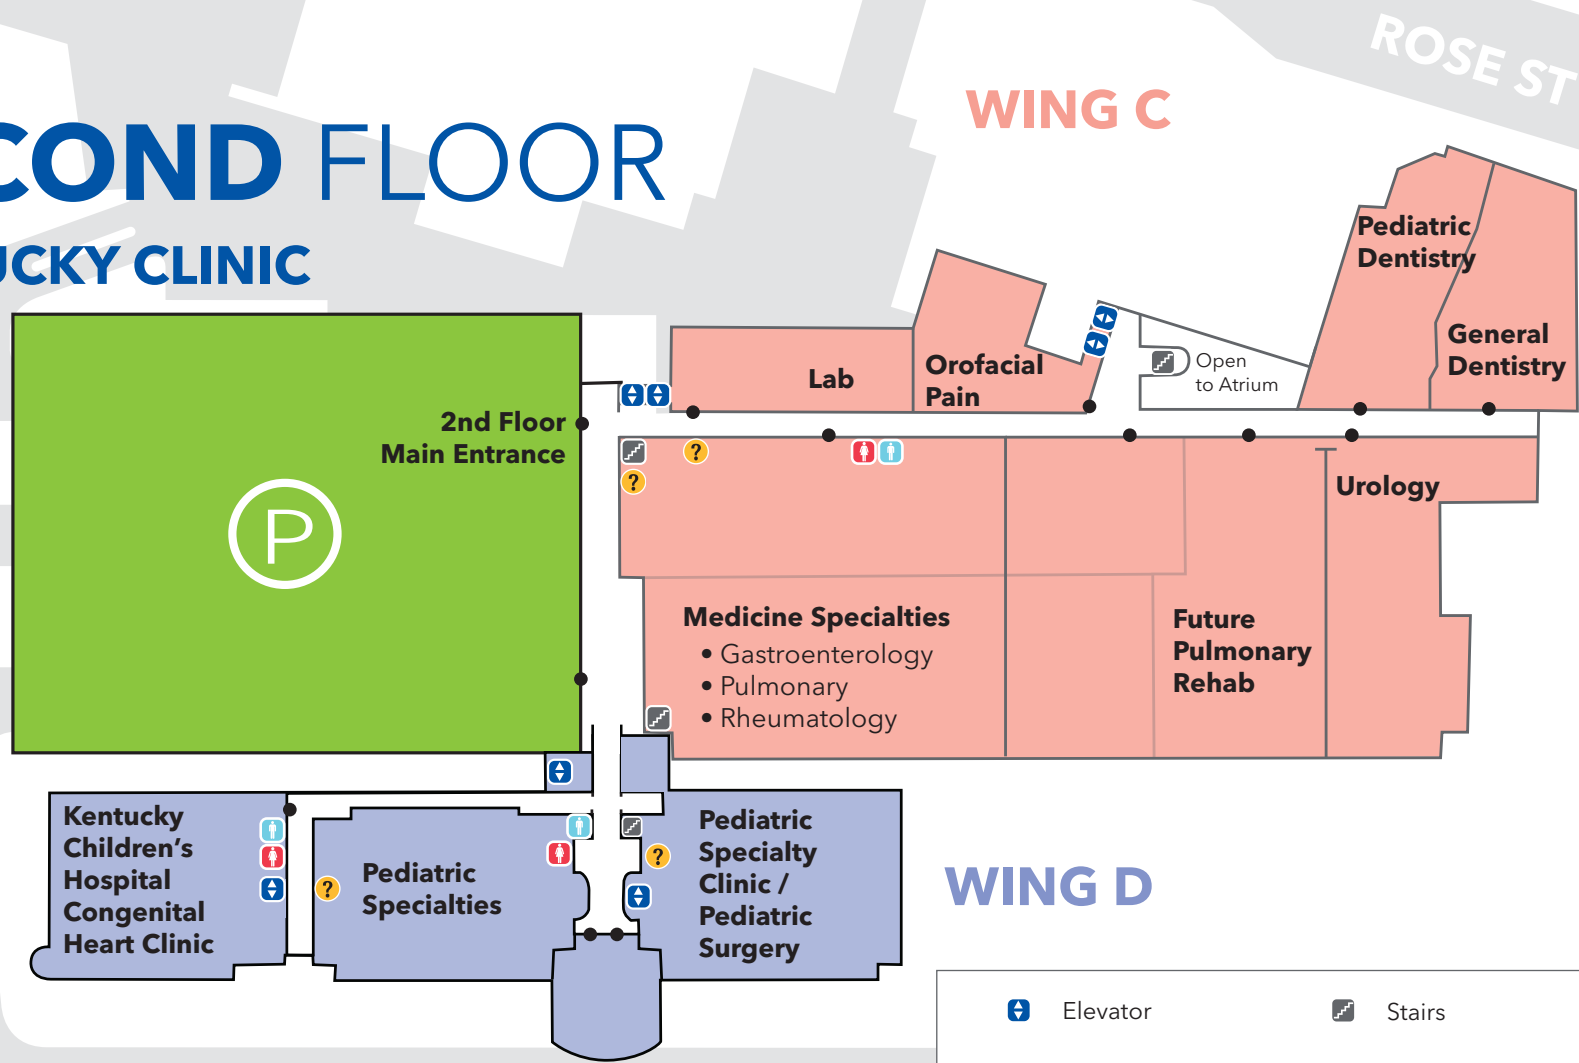 ROSE ST
WING C
COND FLOOR
UCKY CLINIC
Pediatric
Dentistry
General
Dentistry
Open
to Atrium
Orofacial
Pain
Lab
2nd Floor
Main Entrance
P
?
?
Urology
Medicine Specialties
• Gastroenterology
• Pulmonary
• Rheumatology
Future
Pulmonary
Rehab
Kentucky
Children's
Hospital
Congenital
Heart Clinic
?
Pediatric
Specialties
?
Pediatric
Specialty
Clinic /
Pediatric
Surgery
WING D
Elevator
Stairs